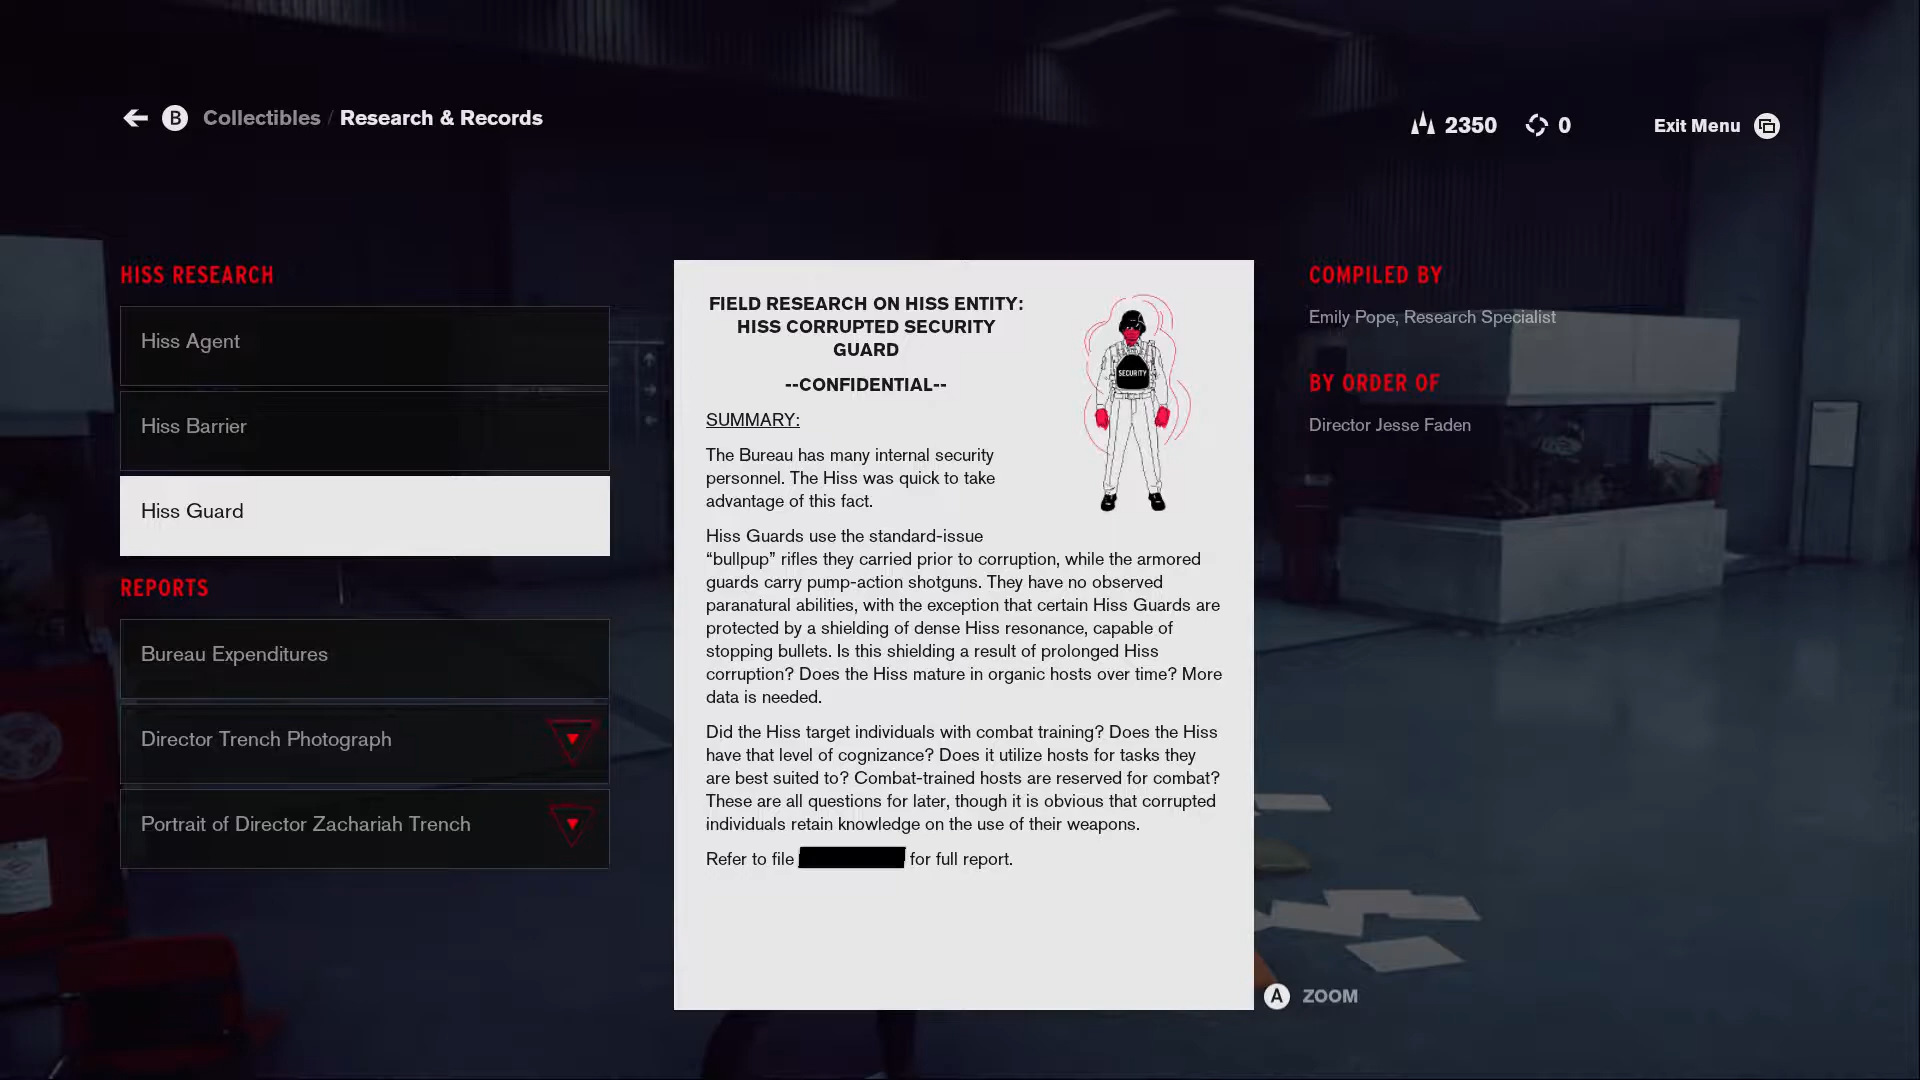 B Collectibles / Research & Records
2350 0 Exit Menu
HISS RESEARCH
Hiss Agent
Hiss Barrier
Hiss Guard
REPORTS
Bureau Expenditures
Director Trench Photograph
Portrait of Director Zachariah Trench
FIELD RESEARCH ON HISS ENTITY:
HISS CORRUPTED SECURITY
GUARD
--CONFIDENTIAL--
SECURITY
SUMMARY:
The Bureau has many internal security
personnel. The Hiss was quick to take
advantage of this fact.
Hiss Guards use the standard-issue
“bullpup” rifles they carried prior to corruption, while the armored
guards carry pump-action shotguns. They have no observed
paranatural abilities, with the exception that certain Hiss Guards are
protected by a shielding of dense Hiss resonance, capable of
stopping bullets. Is this shielding a result of prolonged Hiss
corruption? Does the Hiss mature in organic hosts over time? More
data is needed.
Did the Hiss target individuals with combat training? Does the Hiss
have that level of cognizance? Does it utilize hosts for tasks they
are best suited to? Combat-trained hosts are reserved for combat?
These are all questions for later, though it is obvious that corrupted
individuals retain knowledge on the use of their weapons.
Refer to file for full report.
COMPILED BY
Emily Pope, Research Specialist
BY ORDER OF
Director Jesse Faden
A ZOOM